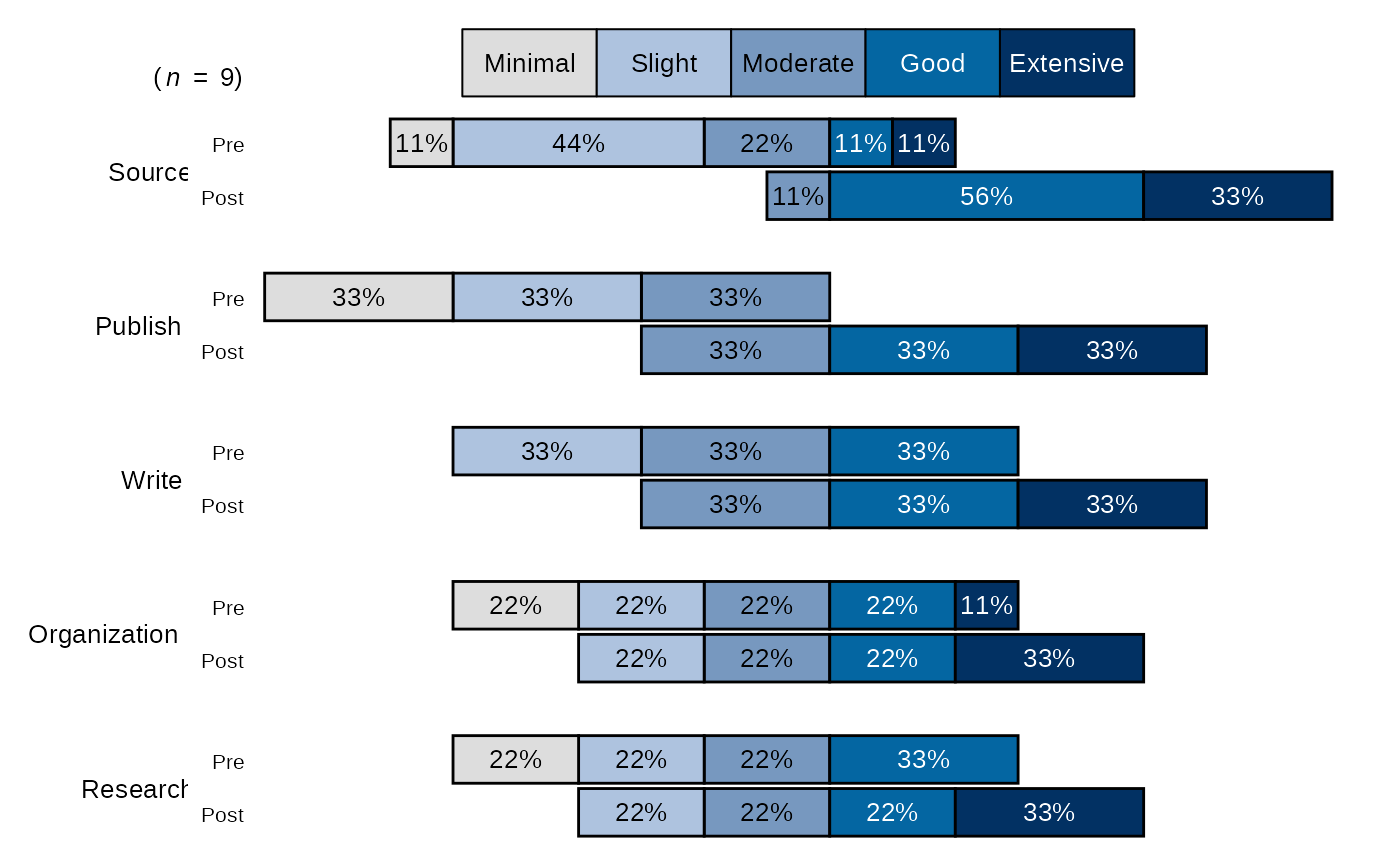 Minimal Slight Moderate Good Extensive
(n = 9)
Pre 11% 44% 22% 11% 11%
Source
Post 11% 56% 33%
Pre 33% 33% 33%
Publish
Post 33% 33% 33%
Pre 33% 33% 33%
Write
Post 33% 33% 33%
Pre 22% 22% 22% 22% 11%
Organization
Post 22% 22% 22% 33%
Pre 22% 22% 22% 33%
Research
Post 22% 22% 22% 33%